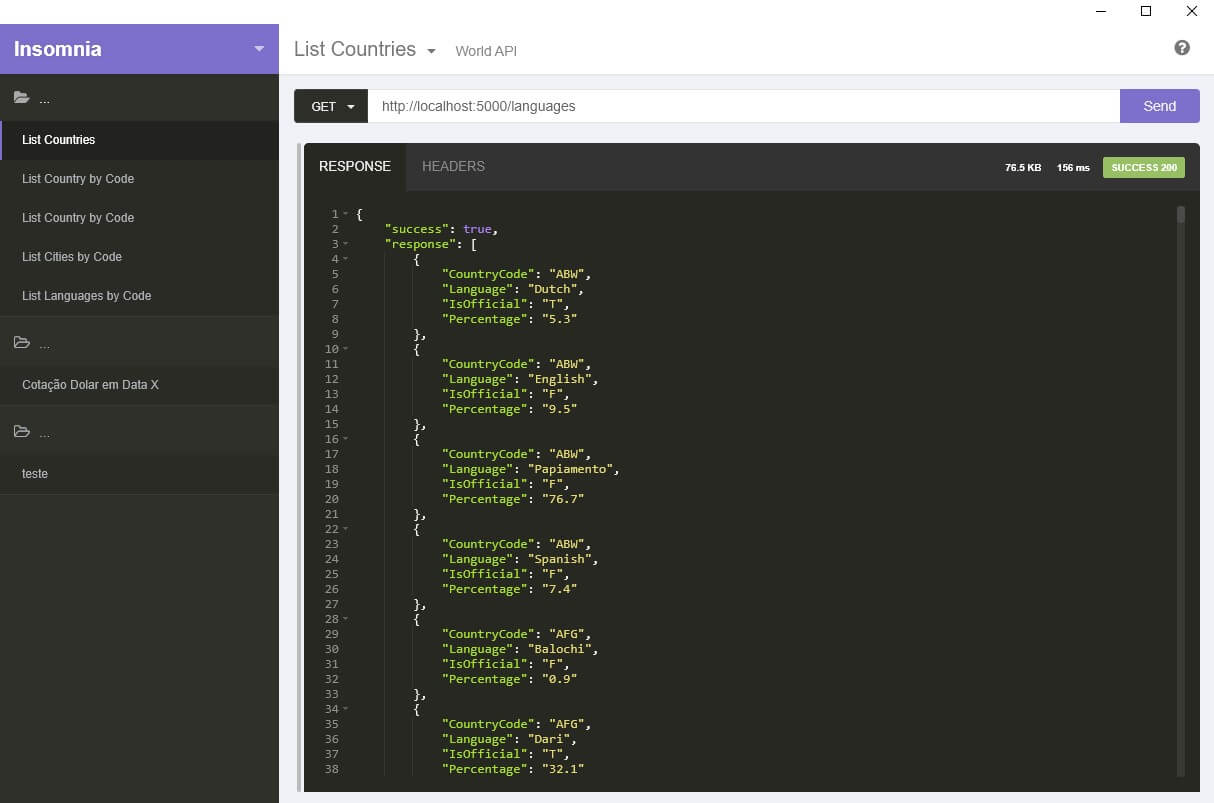 Insomnia
List Countries World API
...
GET http://localhost:5000/languages Send
List Countries
List Country by Code
List Country by Code
List Cities by Code
List Languages by Code
...
Cotação Dolar em Data X
...
teste
RESPONSE HEADERS 76.5 KB 156 ms SUCCESS 200
1 {
2 "success": true,
3 "response": [
4 {
5 "CountryCode": "ABW",
6 "Language": "Dutch",
7 "IsOfficial": "T",
8 "Percentage": "5.3"
9 },
10 {
11 "CountryCode": "ABW",
12 "Language": "English",
13 "IsOfficial": "F",
14 "Percentage": "9.5"
15 },
16 {
17 "CountryCode": "ABW",
18 "Language": "Papiamento",
19 "IsOfficial": "F",
20 "Percentage": "76.7"
21 },
22 {
23 "CountryCode": "ABW",
24 "Language": "Spanish",
25 "IsOfficial": "F",
26 "Percentage": "7.4"
27 },
28 {
29 "CountryCode": "AFG",
30 "Language": "Balochi",
31 "IsOfficial": "F",
32 "Percentage": "0.9"
33 },
34 {
35 "CountryCode": "AFG",
36 "Language": "Dari",
37 "IsOfficial": "T",
38 "Percentage": "32.1"